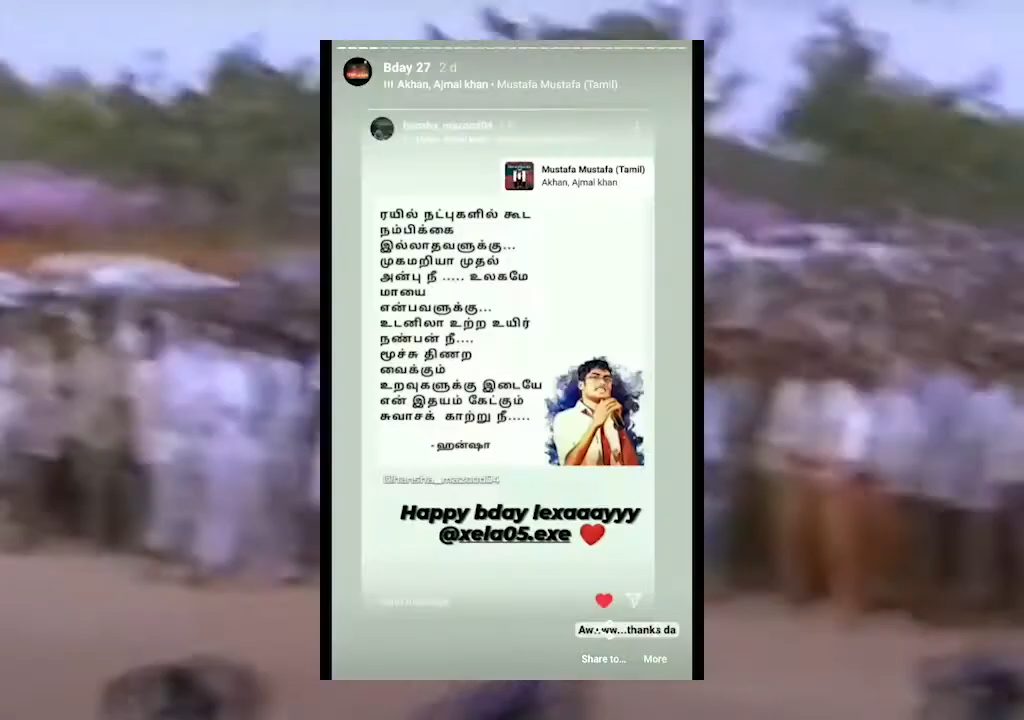 Bday 27 2 d
Akhan, Ajmal khan • Mustafa Mustafa (Tamil)
Mustafa Mustafa (Tamil)
Akhan, Ajmal khan
ரயில் நட்புகளில் கூட
நம்பிக்கை
இல்லாதவளுக்கு...
முகமறியா முதல்
அன்பு நீ ..... உலகமே
மாயை
என்பவளுக்கு...
உடனிலா உற்ற உயிர்
நண்பன் நீ....
மூச்சு திணற
வைக்கும்
உறவுகளுக்கு இடையே
என் இதயம் கேட்கும்
சுவாசக் காற்று நீ.....
- ஹன்ஷா
Happy bday lexaaayyy
@xela05.exe ❤️
thanks da
Share to... More